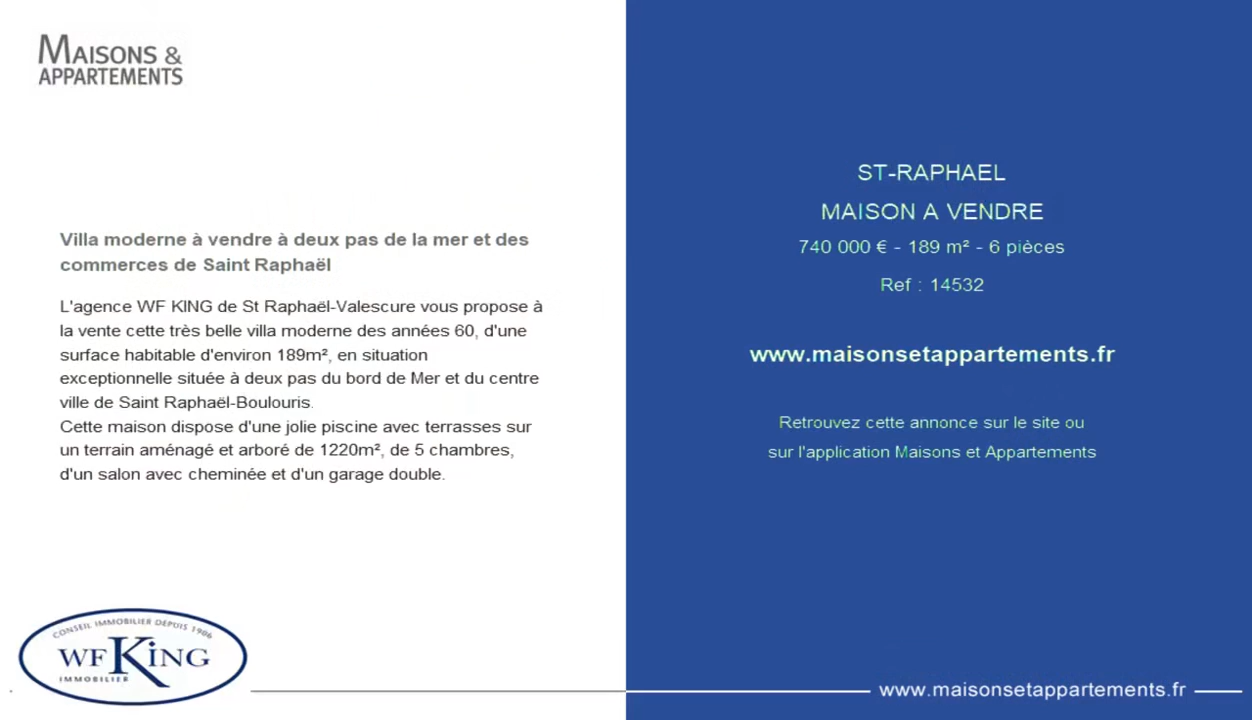 MAISONS &
APPARTEMENTS
Villa moderne à vendre à deux pas de la mer et des
commerces de Saint Raphaël
L'agence WF KING de St Raphaël-Valescure vous propose à
la vente cette très belle villa moderne des années 60, d'une
surface habitable d'environ 189m², en situation
exceptionnelle située à deux pas du bord de Mer et du centre
ville de Saint Raphaël-Boulouris.
Cette maison dispose d'une jolie piscine avec terrasses sur
un terrain aménagé et arboré de 1220m², de 5 chambres,
d'un salon avec cheminée et d'un garage double.
CONSEIL IMMOBILIER DEPUIS 1906
WF KING
IMMOBILIER
ST-RAPHAEL
MAISON A VENDRE
740 000 € - 189 m² - 6 pièces
Ref : 14532
www.maisonsetappartements.fr
Retrouvez cette annonce sur le site ou
sur l'application Maisons et Appartements
www.maisonsetappartements.fr